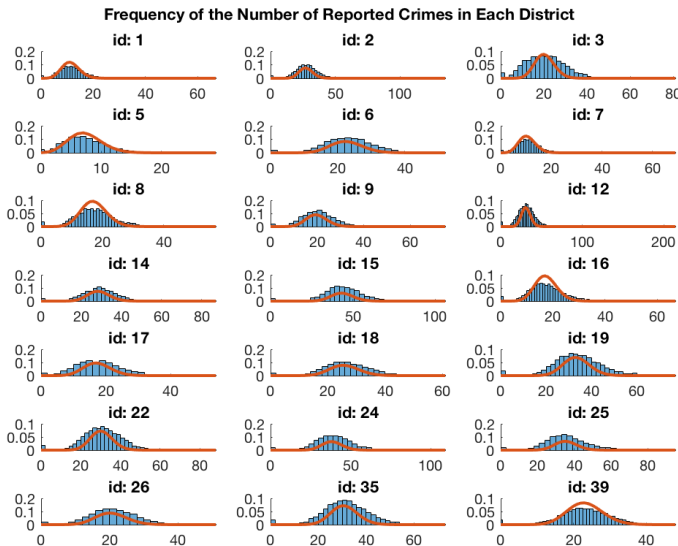 Frequency of the Number of Reported Crimes in Each District
id: 1 id: 2 id: 3
0.2 0.2 0.1
0.1 0.1 0.05
0 0 0
0 20 40 60 0 50 100 0 20 40 60 80
id: 5 id: 6 id: 7
0.2 0.2 0.2
0.1 0.1 0.1
0 0 0
0 10 20 0 20 40 0 20 40 60
id: 8 id: 9 id: 12
0.1 0.2 0.1
0.05 0.1 0.05
0 0 0
0 20 40 0 20 40 60 0 100 200
id: 14 id: 15 id: 16
0.2 0.2 0.1
0.1 0.1 0.05
0 0 0
0 20 40 60 80 0 50 100 0 20 40 60
id: 17 id: 18 id: 19
0.2 0.2 0.1
0.1 0.1 0.05
0 0 0
0 20 40 0 20 40 60 0 20 40 60
id: 22 id: 24 id: 25
0.1 0.2 0.2
0.05 0.1 0.1
0 0 0
0 20 40 60 80 0 50 100 0 20 40 60 80
id: 26 id: 35 id: 39
0.2 0.1 0.1
0.1 0.05 0.05
0 0 0
0 20 40 0 20 40 60 0 20 40